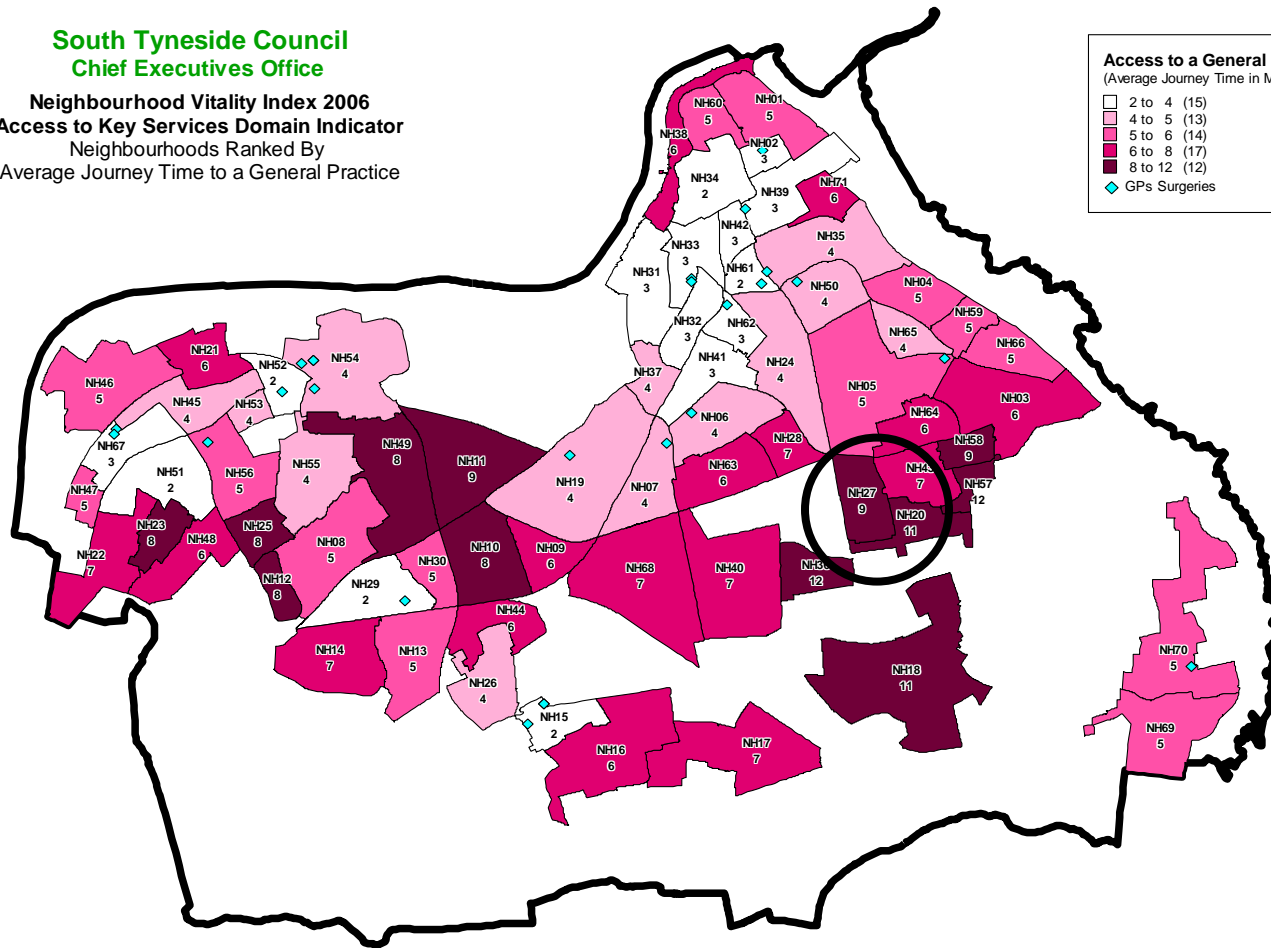 South Tyneside Council
Chief Executives Office
Neighbourhood Vitality Index 2006
Access to Key Services Domain Indicator
Neighbourhoods Ranked By
Average Journey Time to a General Practice
Access to a General
(Average Journey Time in M
2 to 4 (15)
4 to 5 (13)
5 to 6 (14)
6 to 8 (17)
8 to 12 (12)
GPs Surgeries
NH60
5
NH01
5
NH38
6
NH02
3
NH34
2
NH39
3
NH71
6
NH42
3
NH35
4
NH33
3
NH31
3
NH61
2
NH50
4
NH04
5
NH59
5
NH32
3
NH62
3
NH65
4
NH66
5
NH41
3
NH24
4
NH37
4
NH05
5
NH03
6
NH06
4
NH64
6
NH28
7
NH58
9
NH63
6
NH43
7
NH57
12
NH27
9
NH20
11
NH54
4
NH21
6
NH52
2
NH46
5
NH45
4
NH53
4
NH67
3
NH49
8
NH11
9
NH51
2
NH56
5
NH55
4
NH19
4
NH07
4
NH47
5
NH23
8
NH25
8
NH48
6
NH22
7
NH08
5
NH10
8
NH09
6
NH30
5
NH12
8
NH29
2
NH68
7
NH40
7
12
NH44
6
NH14
7
NH13
5
NH26
4
NH18
11
NH70
5
NH15
2
NH16
6
NH17
7
NH69
5